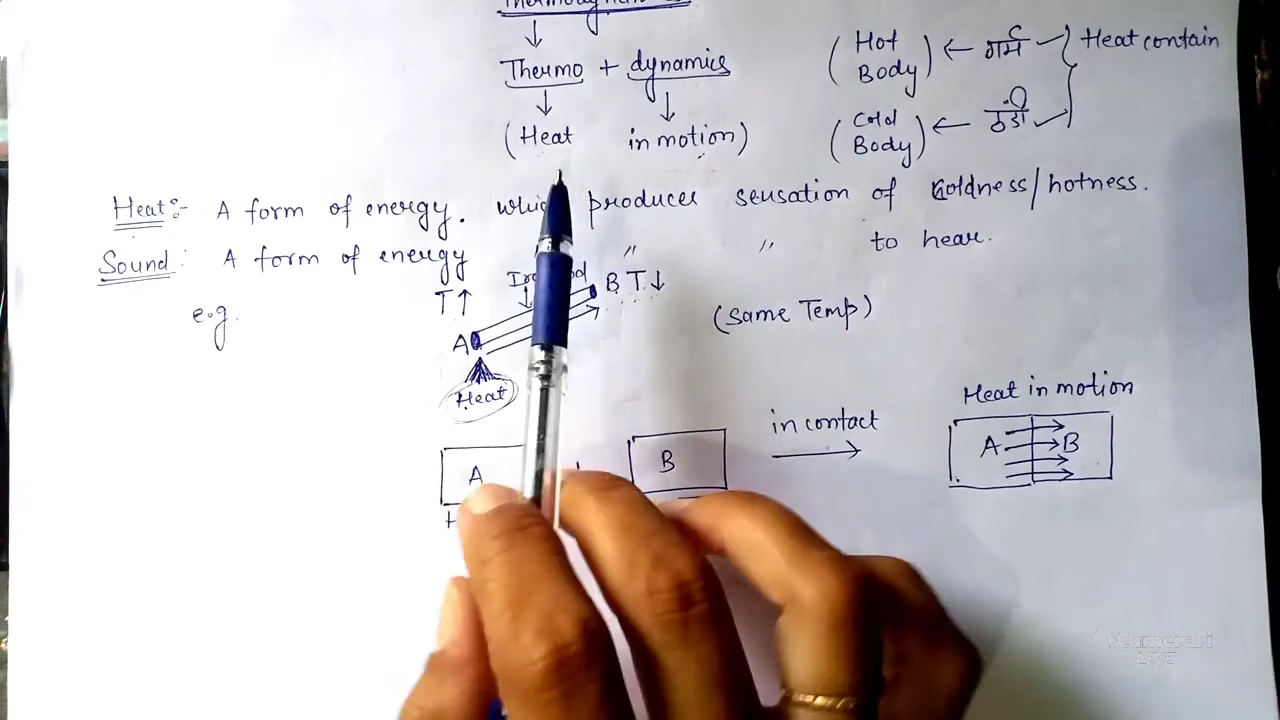 Thermodynamics
Thermo + dynamics
(Heat in motion)
(Hot Body) ← गर्म
(Cold Body) ← ठंडा
Heat contain
Heat:- A form of energy. which produces sensation of Coldness/hotness.
Sound: A form of energy " " to hear.
e.g.
T↑ A
B T↓
Heat
(Same Temp)
A
B
in contact
Heat in motion
A B